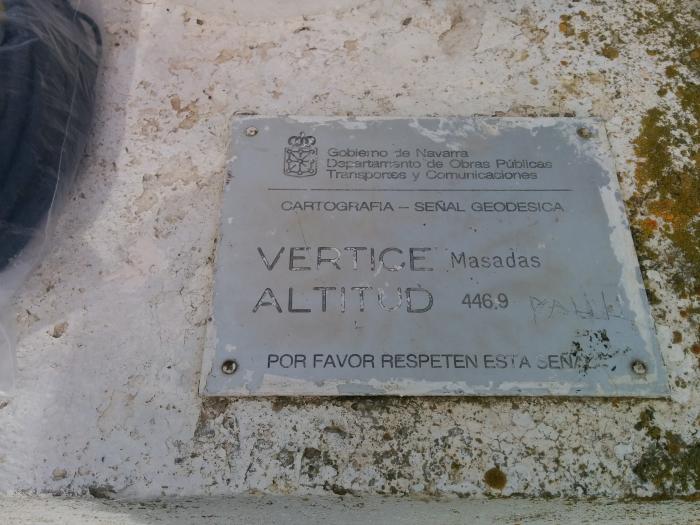 Gobierno de Navarra
Departamento de Obras Públicas
Transportes y Comunicaciones
CARTOGRAFIA - SEÑAL GEODESICA
VERTICE Masadas
ALTITUD 446.9
POR FAVOR RESPETEN ESTA SEÑAL